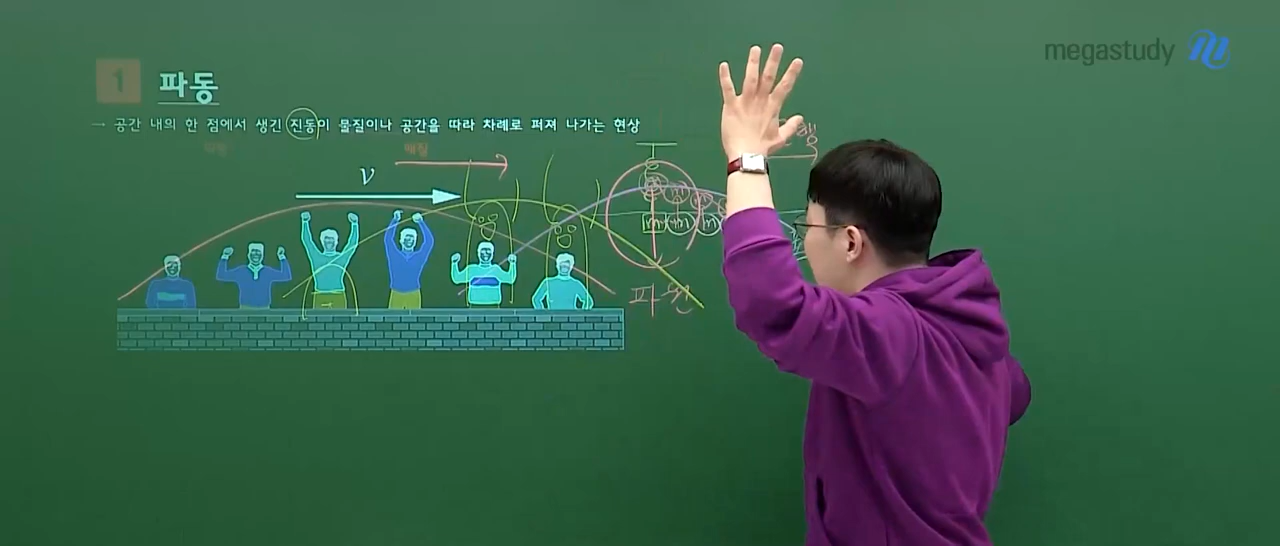 megastudy
1 파동
→ 공간 내의 한 점에서 생긴 진동이 물질이나 공간을 따라 차례로 퍼져 나가는 현상
매질
v
m m m
파원